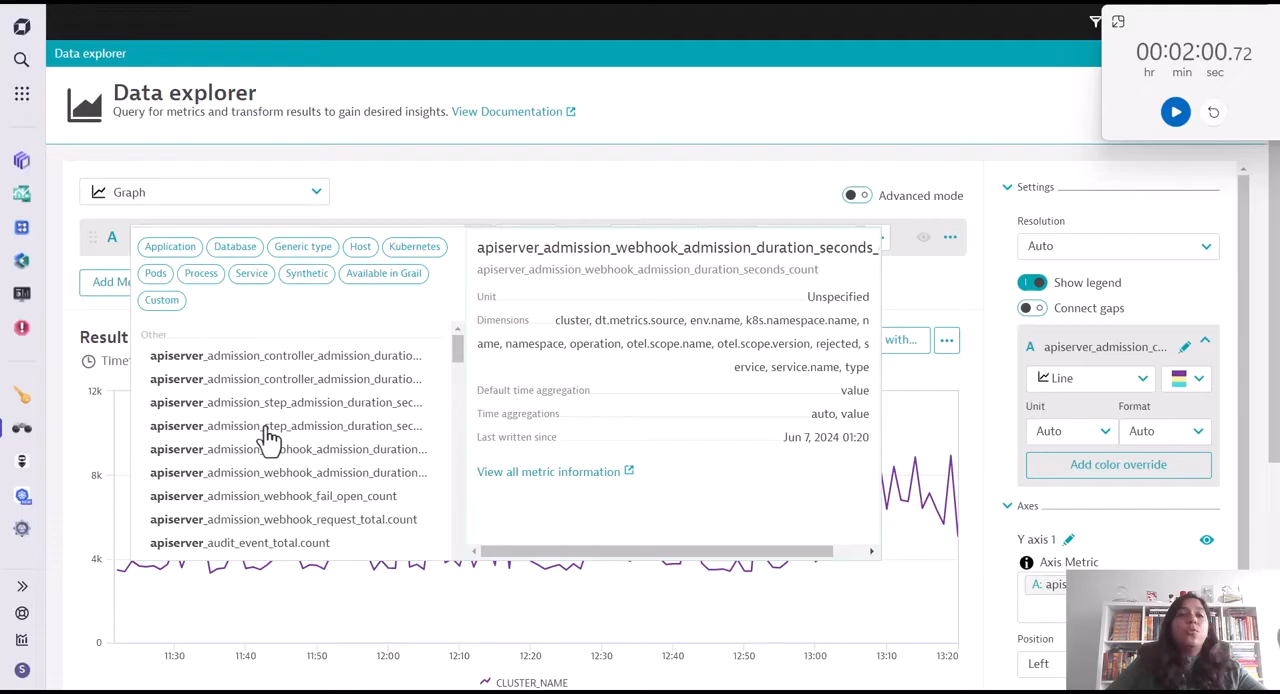 00:02:00.72
hr min sec
Data explorer
Data explorer
Query for metrics and transform results to gain desired insights. View Documentation
Graph
Advanced mode
A
Application Database Generic type Host Kubernetes
Pods Process Service Synthetic Available in Grail
Custom
Other
apiserver_admission_controller_admission_duratio...
apiserver_admission_controller_admission_duratio...
apiserver_admission_step_admission_duration_sec...
apiserver_admission_step_admission_duration_sec...
apiserver_admission_webhook_admission_duration...
apiserver_admission_webhook_admission_duration...
apiserver_admission_webhook_fail_open_count
apiserver_admission_webhook_request_total.count
apiserver_audit_event_total.count
apiserver_admission_webhook_admission_duration_seconds_
apiserver_admission_webhook_admission_duration_seconds_count
Unit Unspecified
Dimensions cluster, dt.metrics.source, env.name, k8s.namespace.name, n
ame, namespace, operation, otel.scope.name, otel.scope.version, rejected, s
ervice, service.name, type
Default time aggregation value
Time aggregations auto, value
Last written since Jun 7, 2024 01:20
View all metric information
Add Me
Result
Timef
with... ...
12k
8k
4k
0
11:30 11:40 11:50 12:00 12:10 12:20 12:30 12:40 12:50 13:00 13:10 13:20
CLUSTER_NAME
Settings
Resolution
Auto
Show legend
Connect gaps
A apiserver_admission_c...
Line
Unit Format
Auto Auto
Add color override
Axes
Y axis 1
Axis Metric
A: apis
Position
Left
S